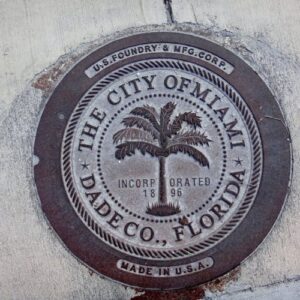 U.S. FOUNDRY & MFG. CORP.
THE CITY OF MIAMI
INCORPORATED
1896
DADE CO., FLORIDA
MADE IN U.S.A.